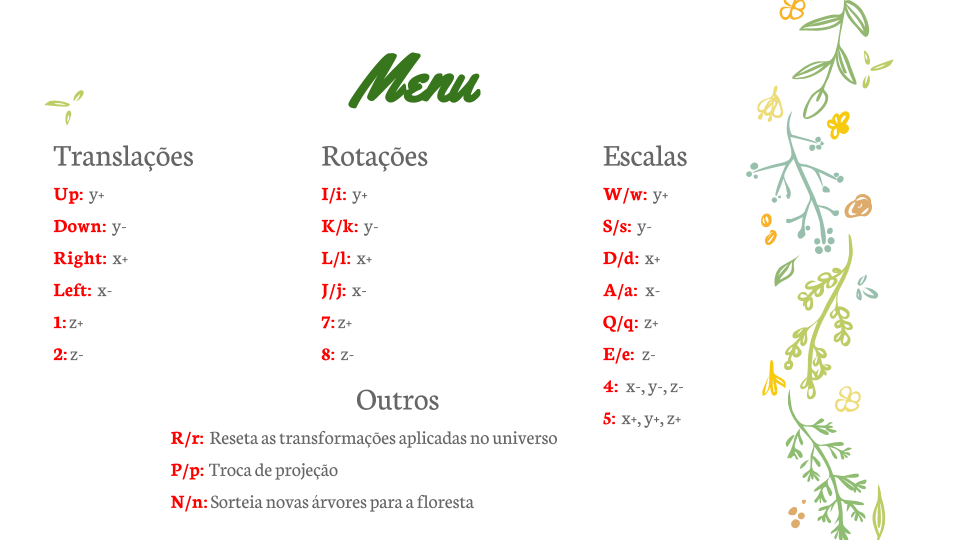 Menu
Translações
Up: y+
Down: y-
Right: x+
Left: x-
1: z+
2: z-
Rotações
I/i: y+
K/k: y-
L/l: x+
J/j: x-
7: z+
8: z-
Escalas
W/w: y+
S/s: y-
D/d: x+
A/a: x-
Q/q: z+
E/e: z-
4: x-, y-, z-
5: x+, y+, z+
Outros
R/r: Reseta as transformações aplicadas no universo
P/p: Troca de projeção
N/n: Sorteia novas árvores para a floresta